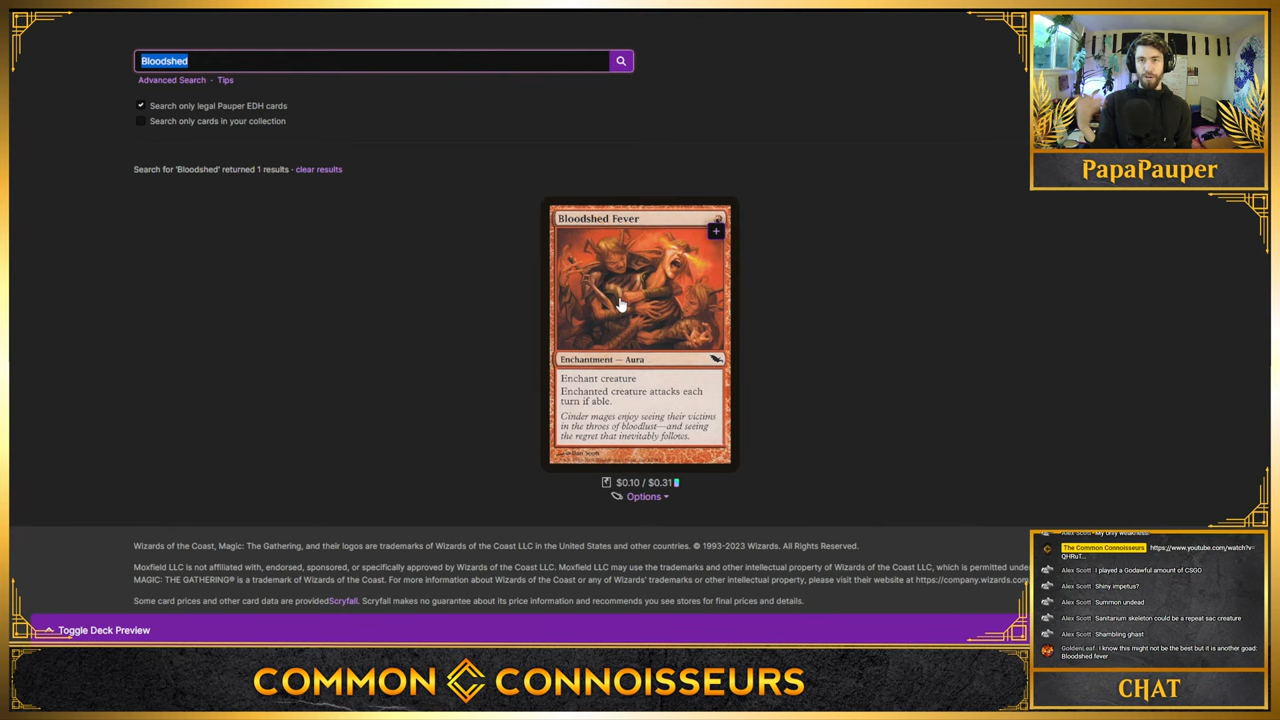 Bloodshed
Advanced Search · Tips
Search only legal Pauper EDH cards
Search only cards in your collection
Search for 'Bloodshed' returned 1 results · clear results
Bloodshed Fever
Enchantment — Aura
Enchant creature
Enchanted creature attacks each
turn if able.
Cinder mages enjoy seeing their victims
in the throes of bloodlust—and seeing
the regret that inevitably follows.
Dan Scott
$0.10 / $0.31
Options
Wizards of the Coast, Magic: The Gathering, and their logos are trademarks of Wizards of the Coast LLC in the United States and other countries. © 1993-2023 Wizards. All Rights Reserved.
Moxfield LLC is not affiliated with, endorsed, sponsored, or specifically approved by Wizards of the Coast LLC. Moxfield LLC may use the trademarks and other intellectual property of Wizards of the Coast LLC, which is permitted unde
MAGIC: THE GATHERING® is a trademark of Wizards of the Coast. For more information about Wizards of the Coast or any of Wizards' trademarks or other intellectual property, please visit their website at https://company.wizards.com
Some card prices and other card data are providedScryfall. Scryfall makes no guarantee about its price information and recommends you see stores for final prices and details.
Toggle Deck Preview
COMMON CONNOISSEURS
PapaPauper
Alex Scott My only weakness
The Common Connoisseurs https://www.youtube.com/watch?v=
QHRuT...
Alex Scott I played a Godawful amount of CSGO
Alex Scott Shiny impetus?
Alex Scott Summon undead
Alex Scott Sanitarium skeleton could be a repeat sac creature
Alex Scott Shambling ghast
GoldenLeaf I know this might not be the best but it is another goad:
Bloodshed fever
CHAT